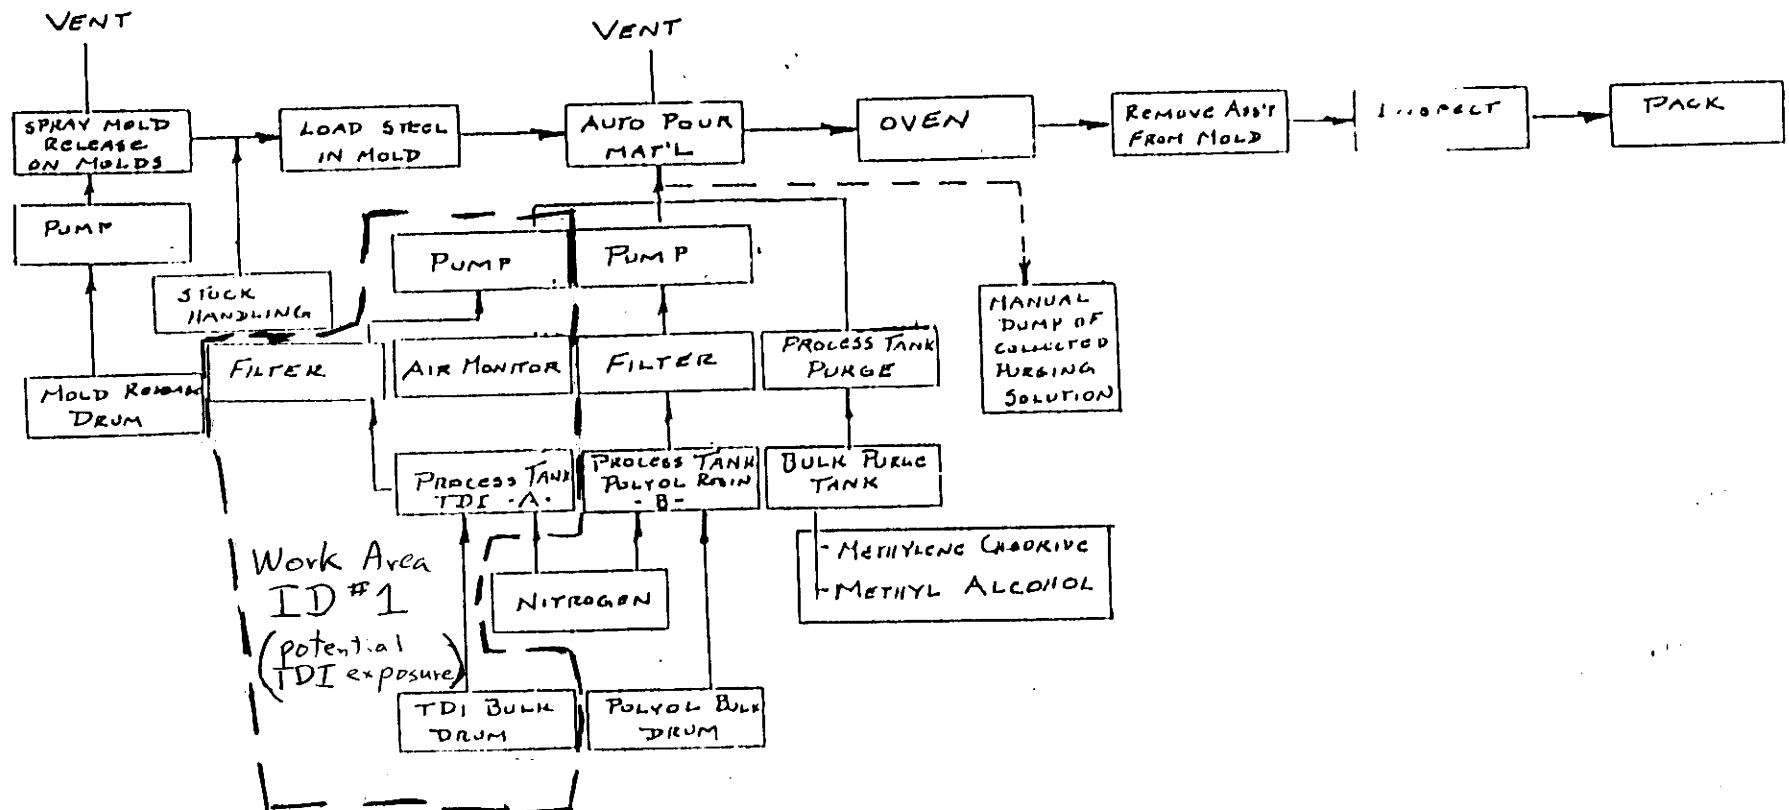 VENT
VENT
SPRAY MOLD
RELEASE
ON MOLDS
LOAD STEEL
IN MOLD
AUTO POUR
MAT'L
OVEN
REMOVE ASS'Y
FROM MOLD
PACK
PUMP
PUMP
PUMP
STOCK
HANDLING
MANUAL
DUMP OF
COLLECTED
PURGING
SOLUTION
MOLD RELEASE
DRUM
FILTER
AIR MONITOR
FILTER
PROCESS TANK
PURGE
PROCESS TANK
TDI -A-
PROCESS TANK
POLYOL RESIN
-B-
BULK PURGE
TANK
Work Area
ID #1
(potential
TDI exposure)
NITROGEN
- METHYLENE CHLORIDE
- METHYL ALCOHOL
TDI BULK
DRUM
POLYOL BULK
DRUM